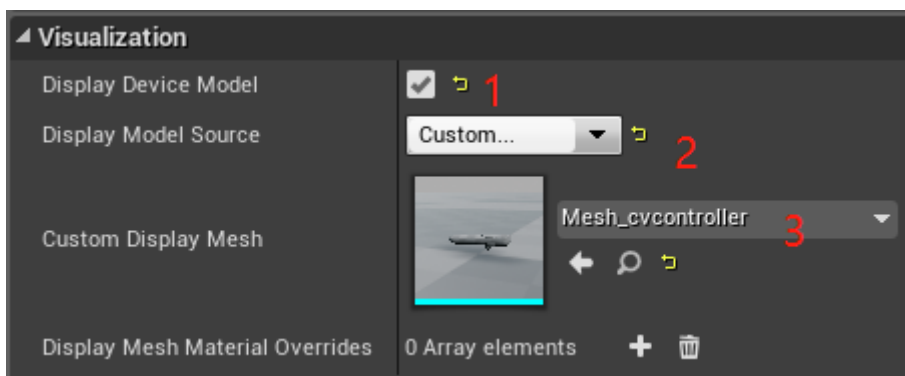 Visualization
Display Device Model
1
Display Model Source
Custom...
2
Custom Display Mesh
Mesh_cvcontroller
3
Display Mesh Material Overrides
0 Array elements